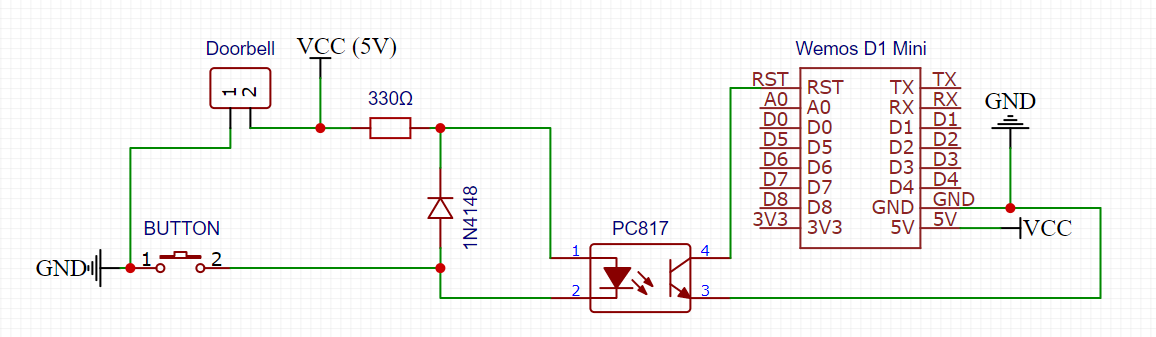 Doorbell
VCC (5V)
Wemos D1 Mini
1
2
330Ω
RST
RST
TX
TX
A0
A0
RX
RX
GND
D0
D0
D1
D1
D5
D5
D2
D2
D6
D6
D3
D3
D7
D7
D4
D4
D8
D8
GND
GND
3V3
3V3
5V
5V
VCC
1N4148
BUTTON
PC817
GND
1
2
1
4
2
3